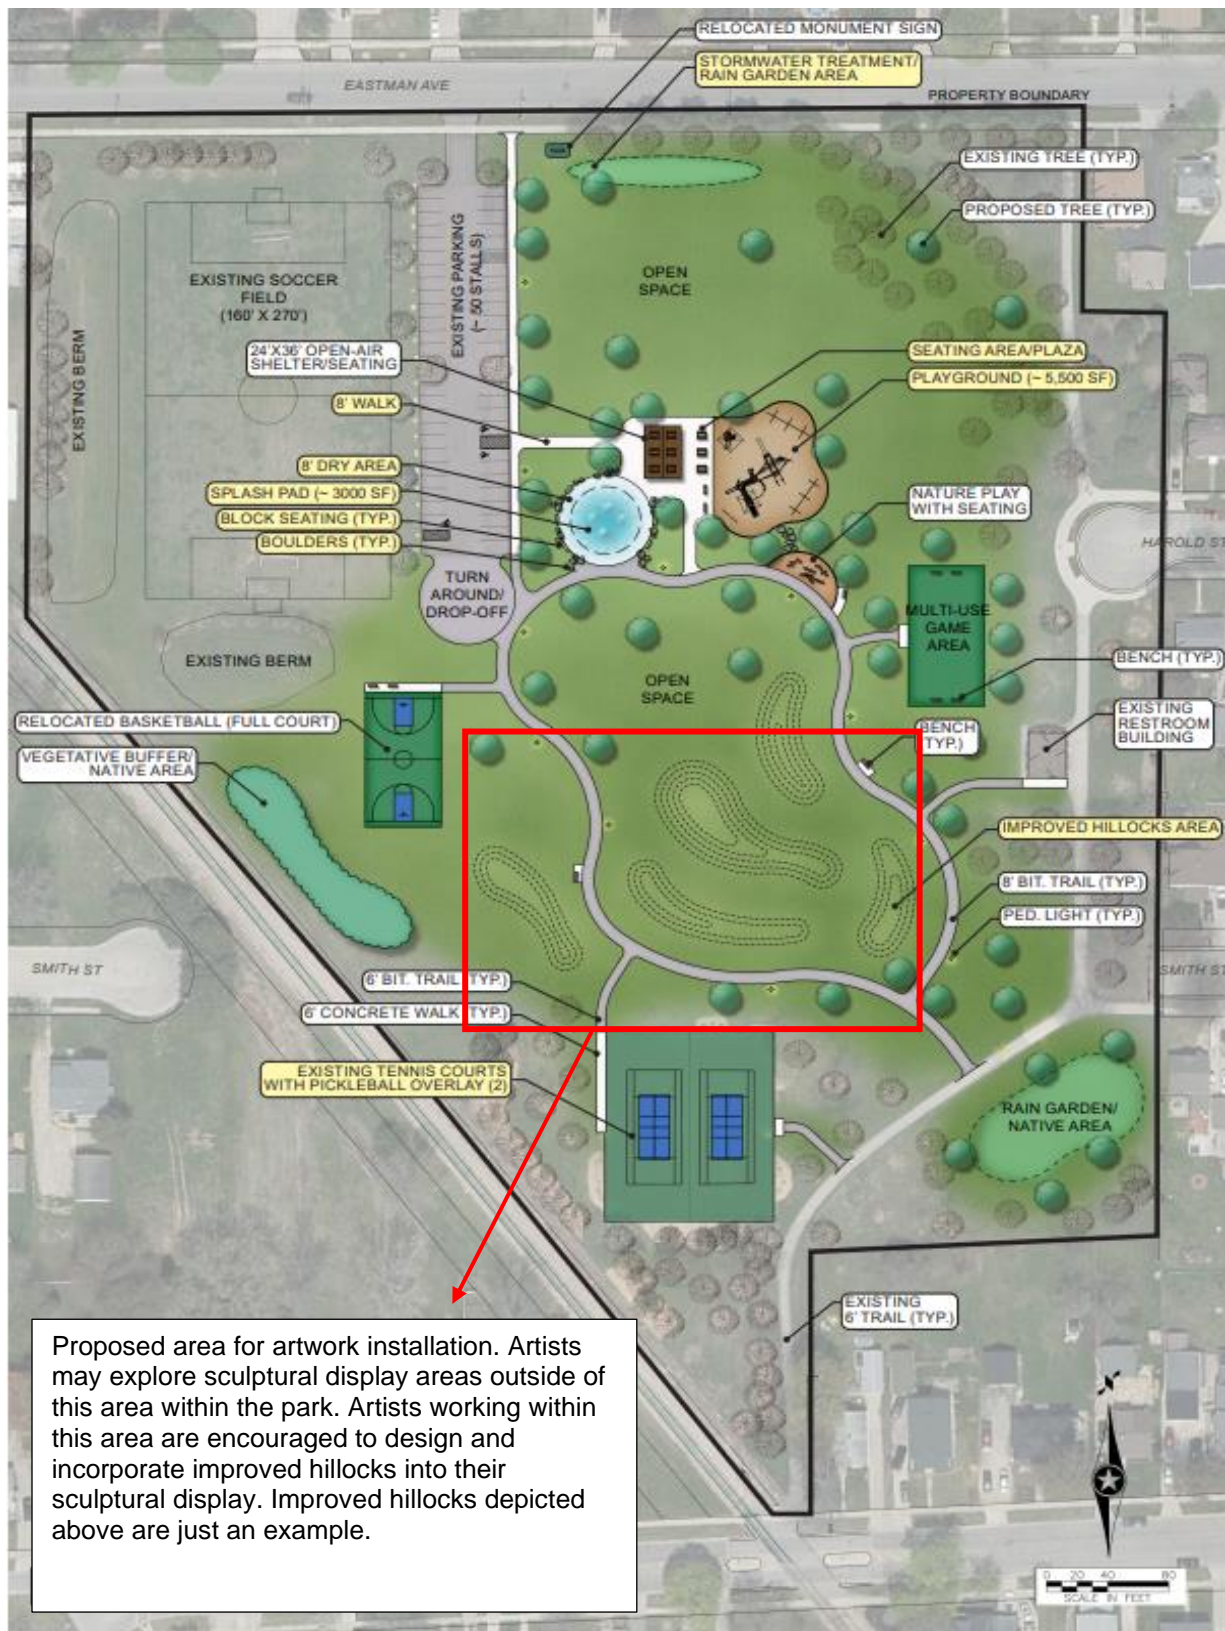 RELOCATED MONUMENT SIGN
STORMWATER TREATMENT/
RAIN GARDEN AREA
EASTMAN AVE
PROPERTY BOUNDARY
EXISTING TREE (TYP.)
PROPOSED TREE (TYP.)
EXISTING SOCCER
FIELD
(160' X 270')
EXISTING PARKING
(~ 50 STALLS)
OPEN
SPACE
EXISTING BERM
24'X36' OPEN-AIR
SHELTER/SEATING
SEATING AREA/PLAZA
PLAYGROUND (~ 5,500 SF)
8' WALK
8' DRY AREA
SPLASH PAD (~ 3000 SF)
BLOCK SEATING (TYP.)
BOULDERS (TYP.)
NATURE PLAY
WITH SEATING
HAROLD ST
TURN
AROUND/
DROP-OFF
MULTI-USE
GAME
AREA
EXISTING BERM
BENCH (TYP.)
OPEN
SPACE
RELOCATED BASKETBALL (FULL COURT)
EXISTING
RESTROOM
BUILDING
BENCH
(TYP.)
VEGETATIVE BUFFER/
NATIVE AREA
IMPROVED HILLOCKS AREA
8' BIT. TRAIL (TYP.)
PED. LIGHT (TYP.)
SMITH ST
SMITH ST
6' BIT. TRAIL (TYP.)
6' CONCRETE WALK (TYP.)
EXISTING TENNIS COURTS
WITH PICKLEBALL OVERLAY (2)
RAIN GARDEN/
NATIVE AREA
EXISTING
6' TRAIL (TYP.)
Proposed area for artwork installation. Artists
may explore sculptural display areas outside of
this area within the park. Artists working within
this area are encouraged to design and
incorporate improved hillocks into their
sculptural display. Improved hillocks depicted
above are just an example.
0 20 40 80
SCALE IN FEET